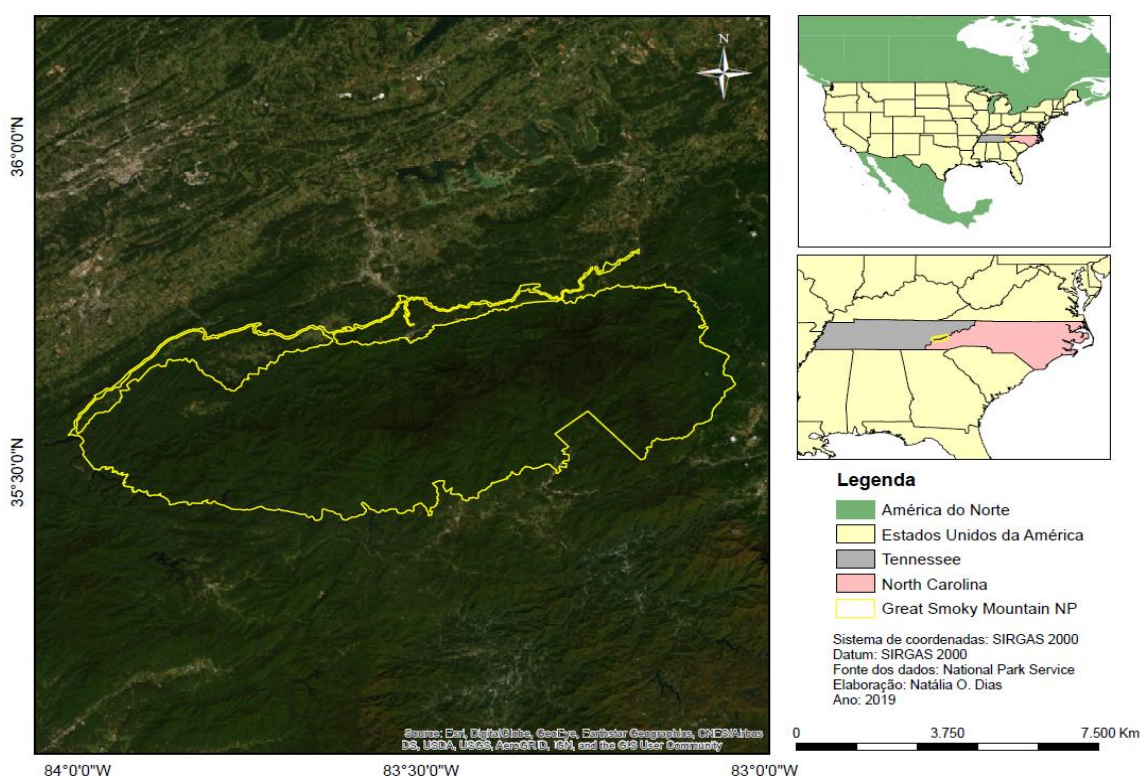 N
36°0'0"N
35°30'0"N
84°0'0"W
83°30'0"W
83°0'0"W
Source: Esri, DigitalGlobe, GeoEye, Earthstar Geographics, CNES/Airbus
DS, USDA, USGS, AeroGRID, IGN, and the GIS User Community
Legenda
América do Norte
Estados Unidos da América
Tennessee
North Carolina
Great Smoky Mountain NP
Sistema de coordenadas: SIRGAS 2000
Datum: SIRGAS 2000
Fonte dos dados: National Park Service
Elaboração: Natália O. Dias
Ano: 2019
0 3.750 7.500 Km